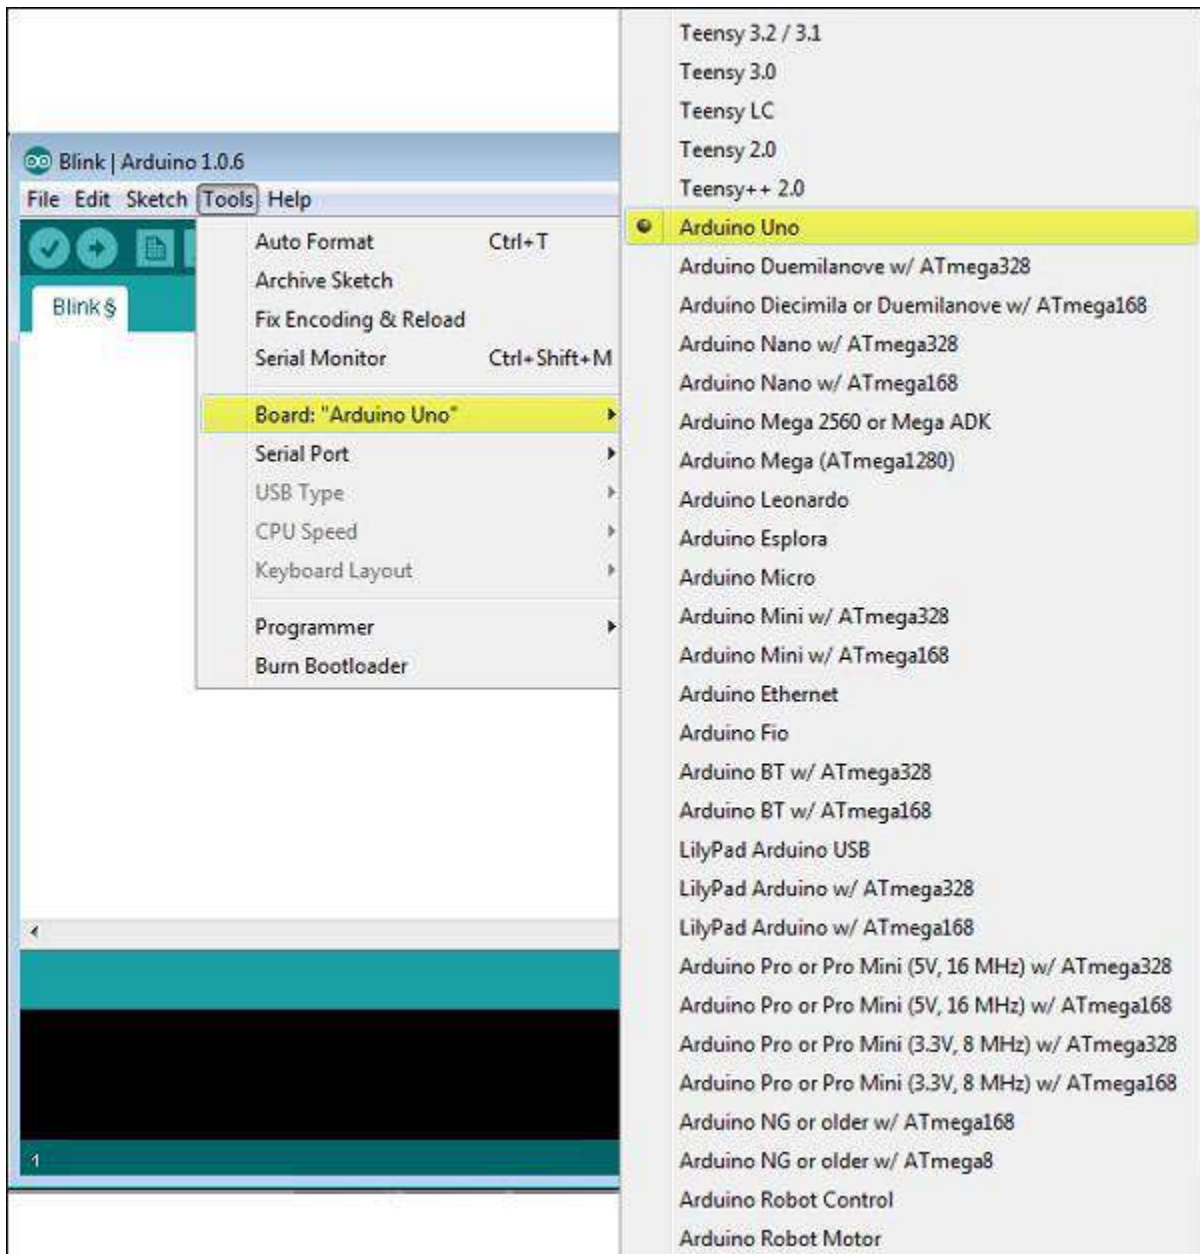 Blink | Arduino 1.0.6
File Edit Sketch Tools Help
Blink §
Auto Format Ctrl+T
Archive Sketch
Fix Encoding & Reload
Serial Monitor Ctrl+Shift+M
Board: "Arduino Uno"
Serial Port
USB Type
CPU Speed
Keyboard Layout
Programmer
Burn Bootloader
1
Teensy 3.2 / 3.1
Teensy 3.0
Teensy LC
Teensy 2.0
Teensy++ 2.0
Arduino Uno
Arduino Duemilanove w/ ATmega328
Arduino Diecimila or Duemilanove w/ ATmega168
Arduino Nano w/ ATmega328
Arduino Nano w/ ATmega168
Arduino Mega 2560 or Mega ADK
Arduino Mega (ATmega1280)
Arduino Leonardo
Arduino Esplora
Arduino Micro
Arduino Mini w/ ATmega328
Arduino Mini w/ ATmega168
Arduino Ethernet
Arduino Fio
Arduino BT w/ ATmega328
Arduino BT w/ ATmega168
LilyPad Arduino USB
LilyPad Arduino w/ ATmega328
LilyPad Arduino w/ ATmega168
Arduino Pro or Pro Mini (5V, 16 MHz) w/ ATmega328
Arduino Pro or Pro Mini (5V, 16 MHz) w/ ATmega168
Arduino Pro or Pro Mini (3.3V, 8 MHz) w/ ATmega328
Arduino Pro or Pro Mini (3.3V, 8 MHz) w/ ATmega168
Arduino NG or older w/ ATmega168
Arduino NG or older w/ ATmega8
Arduino Robot Control
Arduino Robot Motor